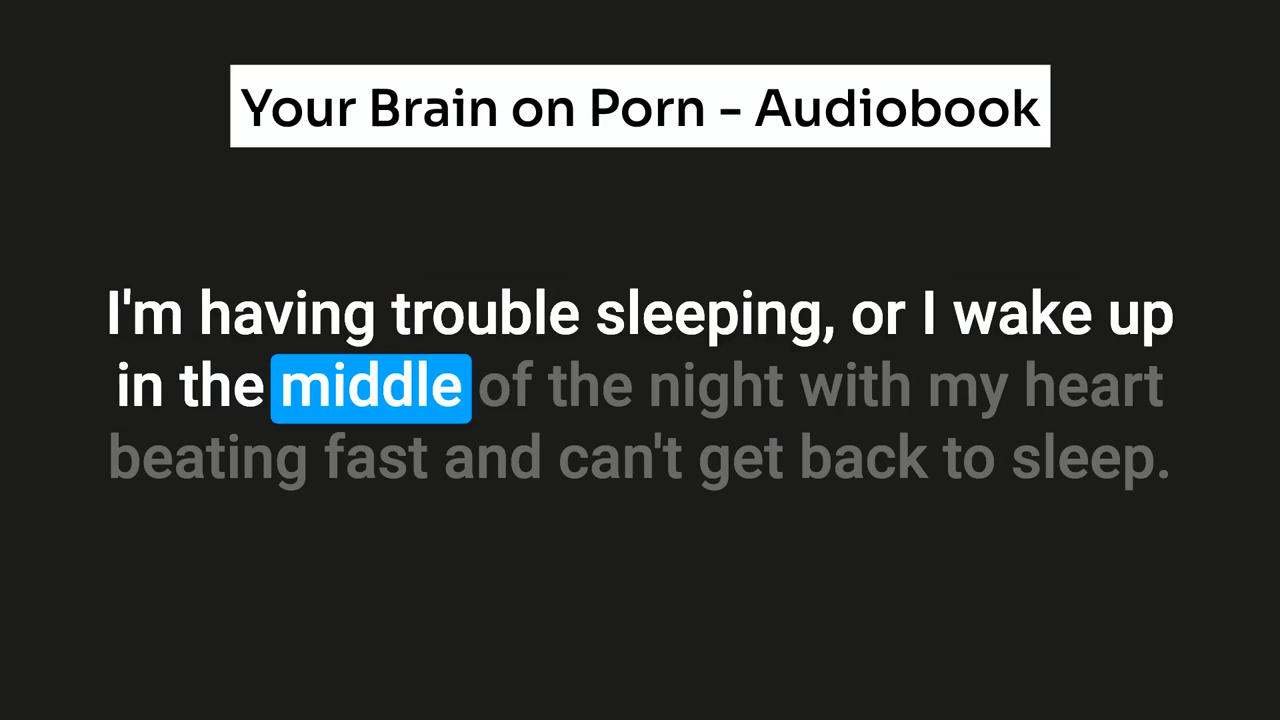 Your Brain on Porn - Audiobook
I'm having trouble sleeping, or I wake up
in the middle of the night with my heart
beating fast and can't get back to sleep.